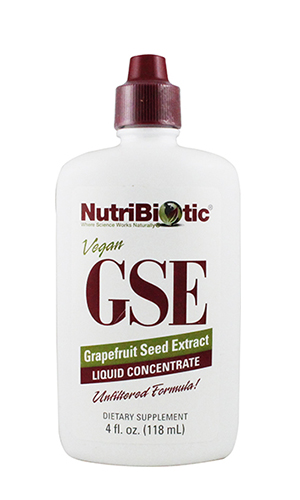 NutriBiotic®
Where Science Works Naturally
Vegan
GSE
Grapefruit Seed Extract
LIQUID CONCENTRATE
Unfiltered Formula!
DIETARY SUPPLEMENT
4 fl. oz. (118 mL)